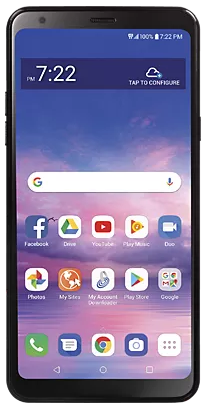 100% 7:22 PM
PM 7:22
TAP TO CONFIGURE
G
Facebook Drive YouTube Play Music Duo
Photos My Sites My Account Downloader Play Store Google